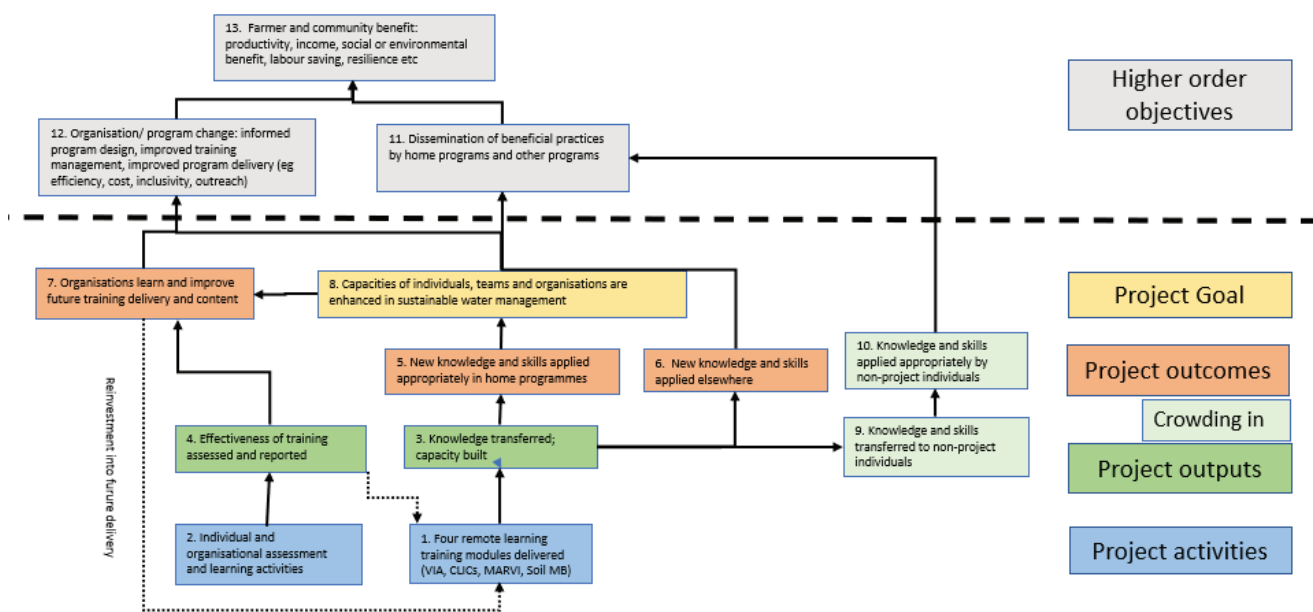 13. Farmer and community benefit:
productivity, income, social or environmental
benefit, labour saving, resilience etc
Higher order
objectives
12. Organisation/ program change: informed
program design, improved training
management, improved program delivery (eg
efficiency, cost, inclusivity, outreach)
11. Dissemination of beneficial practices
by home programs and other programs
7. Organisations learn and improve
future training delivery and content
8. Capacities of individuals, teams and organisations are
enhanced in sustainable water management
Project Goal
5. New knowledge and skills applied
appropriately in home programmes
6. New knowledge and skills
applied elsewhere
10. Knowledge and skills
applied appropriately by
non-project individuals
Project outcomes
Crowding in
4. Effectiveness of training
assessed and reported
3. Knowledge transferred;
capacity built
9. Knowledge and skills
transferred to non-project
individuals
Project outputs
Reinvestment into future delivery
2. Individual and
organisational assessment
and learning activities
1. Four remote learning
training modules delivered
(VIA, CLICs, MARVI, Soil MB)
Project activities